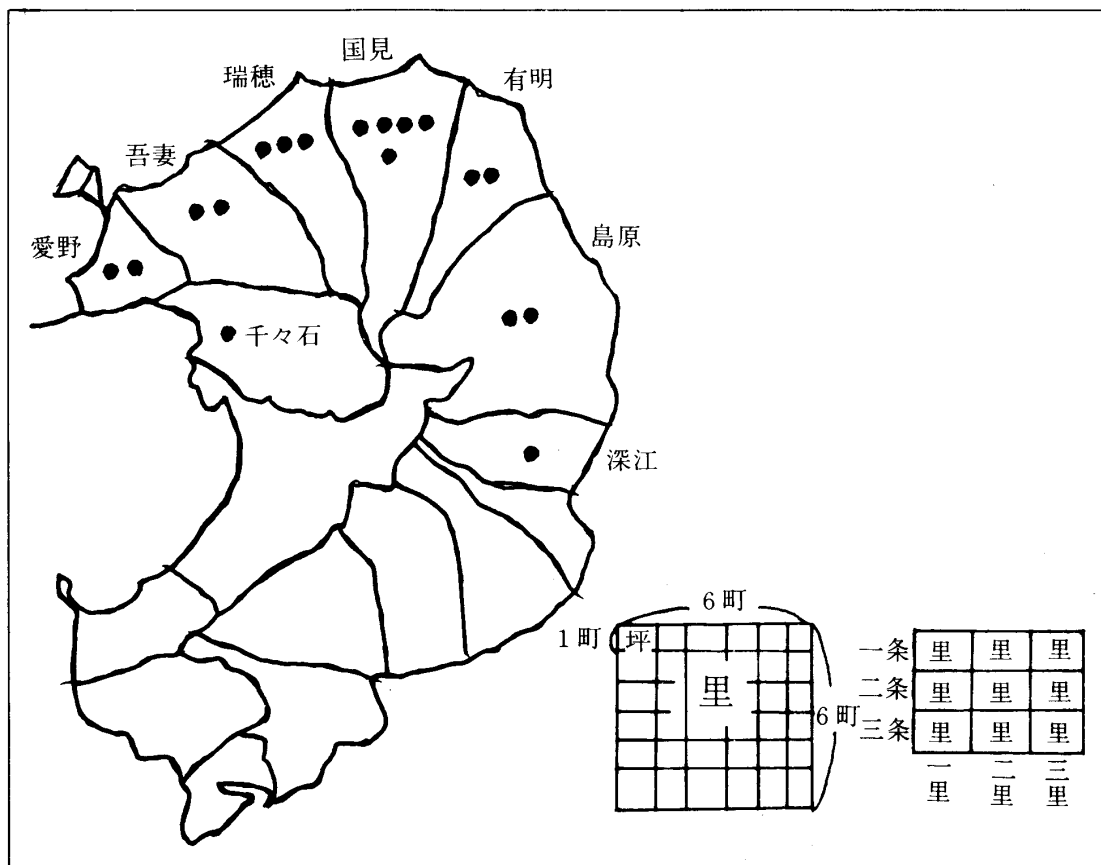 国見
瑞穂
有明
吾妻
島原
愛野
千々石
深江
6町
1町
坪
里
6町
一条 里 里 里
二条 里 里 里
三条 里 里 里
一里 二里 三里